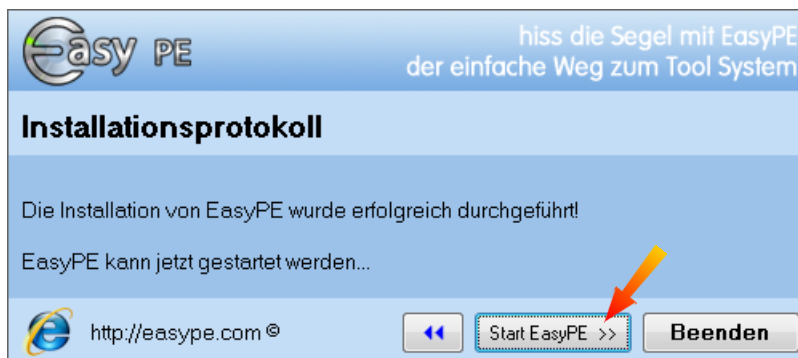 Easy PE
hiss die Segel mit EasyPE
der einfache Weg zum Tool System
Installationsprotokoll
Die Installation von EasyPE wurde erfolgreich durchgeführt!
EasyPE kann jetzt gestartet werden...
http://easype.com ©
Start EasyPE >>
Beenden